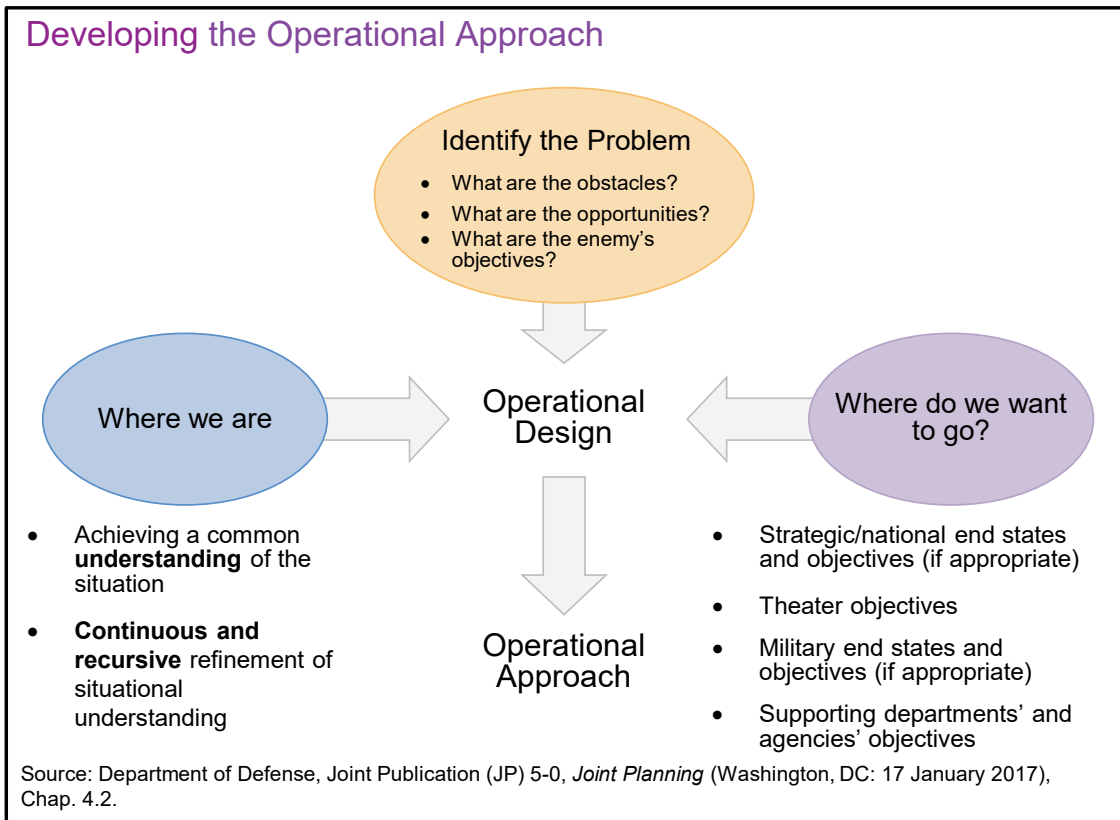 Developing the Operational Approach
Identify the Problem
• What are the obstacles?
• What are the opportunities?
• What are the enemy’s
objectives?
Where we are
Operational
Design
Where do we want
to go?
• Achieving a common
understanding of the
situation
• Continuous and
recursive refinement of
situational
understanding
Operational
Approach
• Strategic/national end states
and objectives (if appropriate)
• Theater objectives
• Military end states and
objectives (if appropriate)
• Supporting departments’ and
agencies’ objectives
Source: Department of Defense, Joint Publication (JP) 5-0, Joint Planning (Washington, DC: 17 January 2017),
Chap. 4.2.